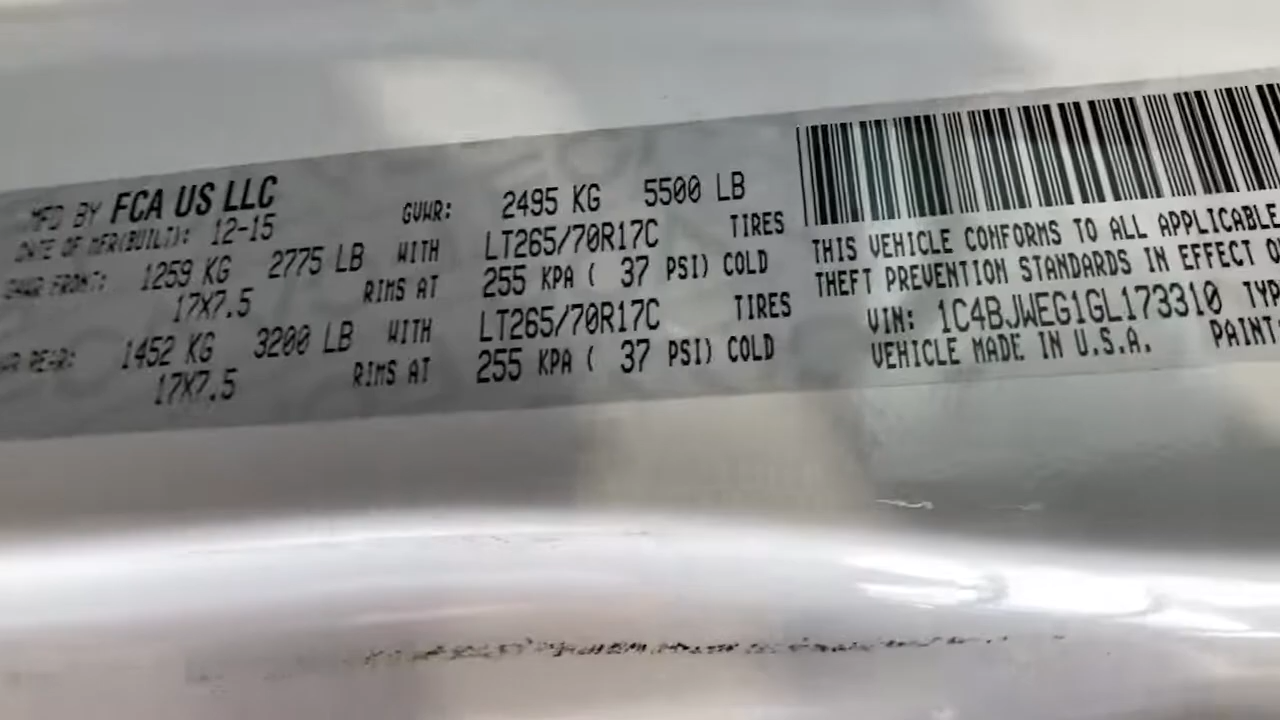 MFD BY FCA US LLC
DATE OF MFR(BUILT): 12-15 GVWR: 2495 KG 5500 LB
GAWR FRONT: 1259 KG 2775 LB WITH LT265/70R17C TIRES
17X7.5 RIMS AT 255 KPA ( 37 PSI) COLD
WR REAR: 1452 KG 3200 LB WITH LT265/70R17C TIRES
17X7.5 RIMS AT 255 KPA ( 37 PSI) COLD
THIS VEHICLE CONFORMS TO ALL APPLICABLE
THEFT PREVENTION STANDARDS IN EFFECT O
VIN: 1C4BJWEG1GL173310 TYP
VEHICLE MADE IN U.S.A. PAINT: